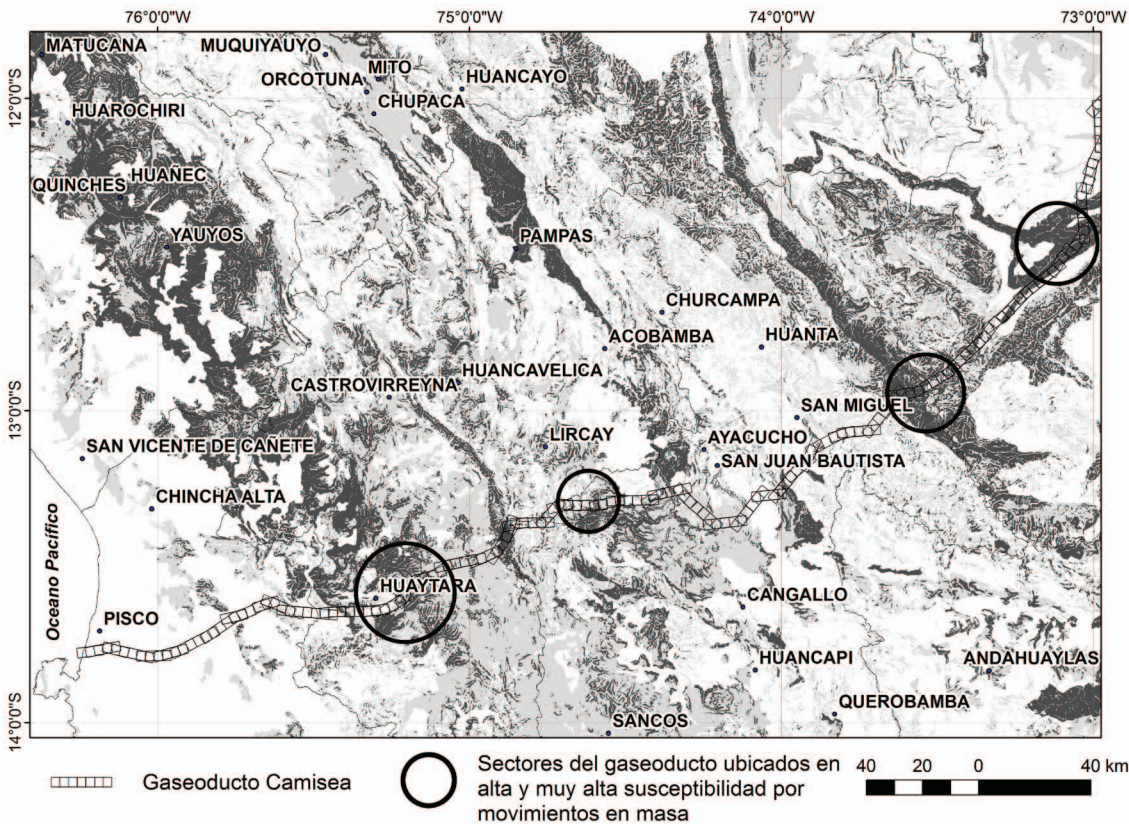 76°0'0"W
75°0'0"W
74°0'0"W
73°0'0"W
12°0'0"S
13°0'0"S
14°0'0"S
MATUCANA
MUQUIYAUYO
MITO
ORCOTUNA
HUANCAYO
CHUPACA
HUAROCHIRI
QUINCHES
HUAÑEC
YAUYOS
PAMPAS
CHURCAMPA
ACOBAMBA
HUANTA
HUANCAVELICA
CASTROVIRREYNA
SAN MIGUEL
LIRCAY
AYACUCHO
SAN VICENTE DE CAÑETE
SAN JUAN BAUTISTA
CHINCHA ALTA
Oceano Pacífico
HUAYTARA
CANGALLO
PISCO
HUANCAPI
ANDAHUAYLAS
QUEROBAMBA
SANCOS
Gaseoducto Camisea
Sectores del gaseoducto ubicados en
alta y muy alta susceptibilidad por
movimientos en masa
40 20 0 40 km